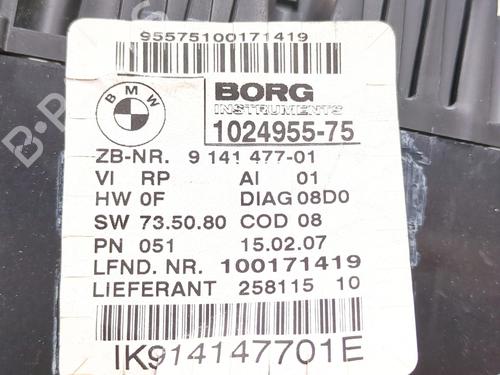 95575100171419
BMW
BORG
INSTRUMENTS
1024955-75
ZB-NR. 9 141 477-01
VI RP AI 01
HW 0F DIAG 08D0
SW 73.50.80 COD 08
PN 051 15.02.07
LFND. NR. 100171419
LIEFERANT 258115 10
IK914147701E